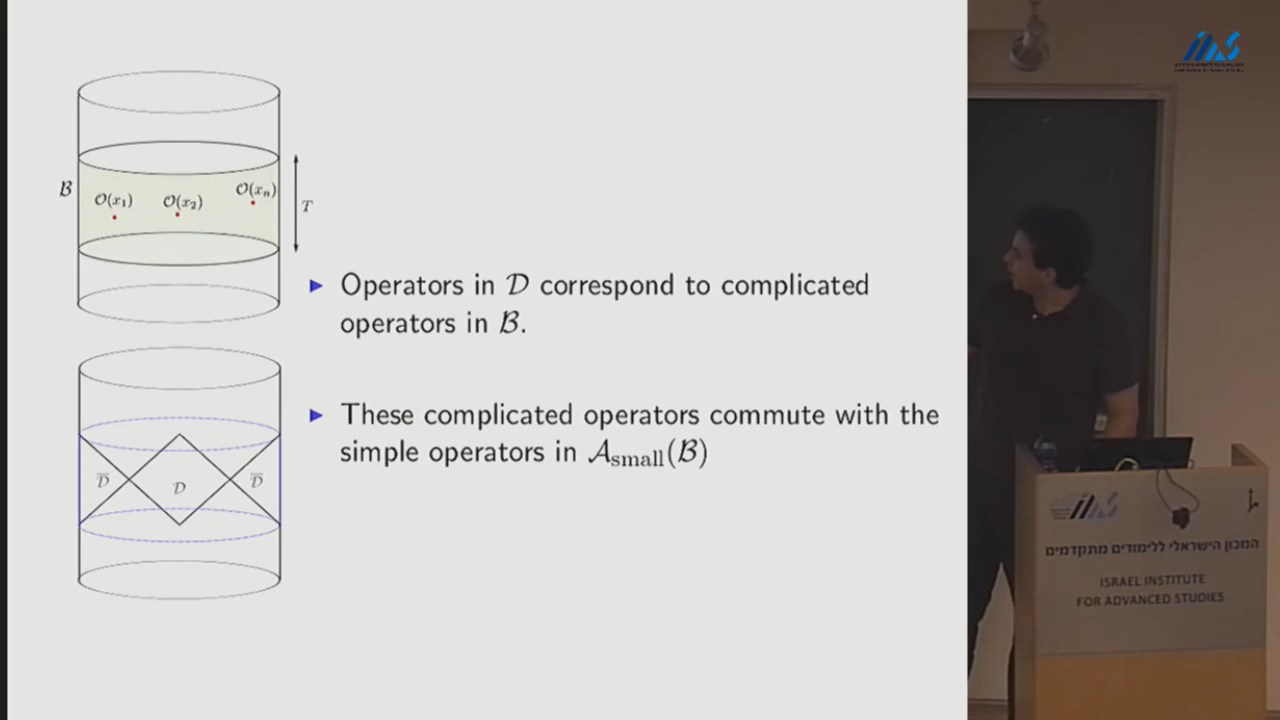 𝓑
𝒪(x₁)
𝒪(x₂)
𝒪(xₙ)
T
Operators in 𝒟 correspond to complicated
operators in 𝓑.
These complicated operators commute with the
simple operators in 𝒜small(𝓑)
𝒟̅
𝒟
𝒟̅
המכון הישראלי ללימודים מתקדמים
ISRAEL INSTITUTE
FOR ADVANCED STUDIES